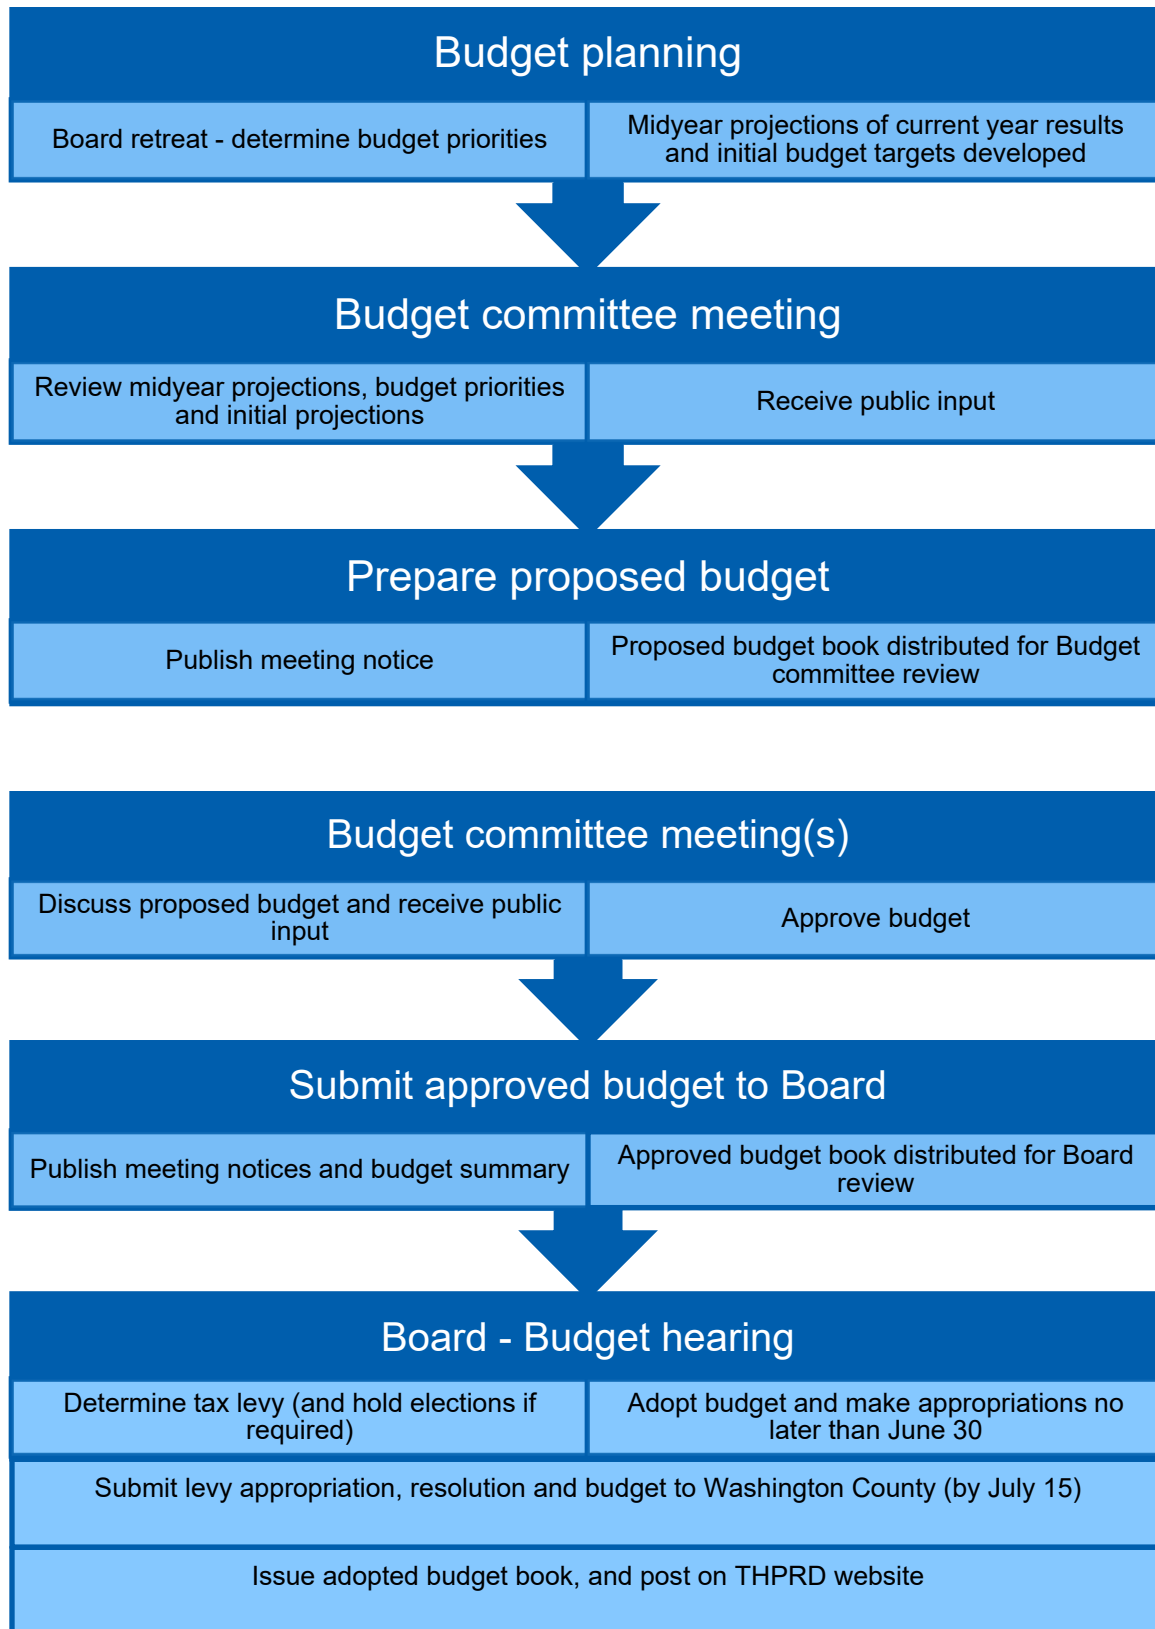 Budget planning
Board retreat - determine budget priorities
Midyear projections of current year results
and initial budget targets developed
Budget committee meeting
Review midyear projections, budget priorities
and initial projections
Receive public input
Prepare proposed budget
Publish meeting notice
Proposed budget book distributed for Budget
committee review
Budget committee meeting(s)
Discuss proposed budget and receive public
input
Approve budget
Submit approved budget to Board
Publish meeting notices and budget summary
Approved budget book distributed for Board
review
Board - Budget hearing
Determine tax levy (and hold elections if
required)
Adopt budget and make appropriations no
later than June 30
Submit levy appropriation, resolution and budget to Washington County (by July 15)
Issue adopted budget book, and post on THPRD website